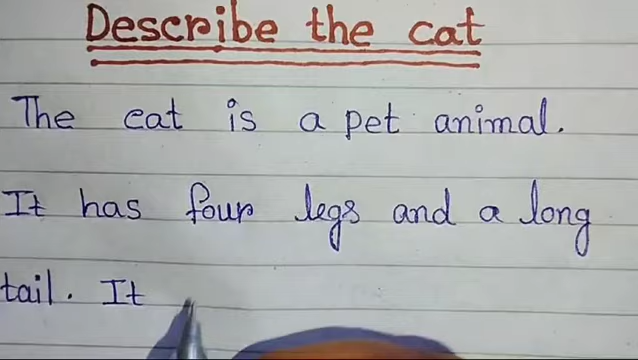 Describe the cat
The cat is a pet animal.
It has four legs and a long
tail. It